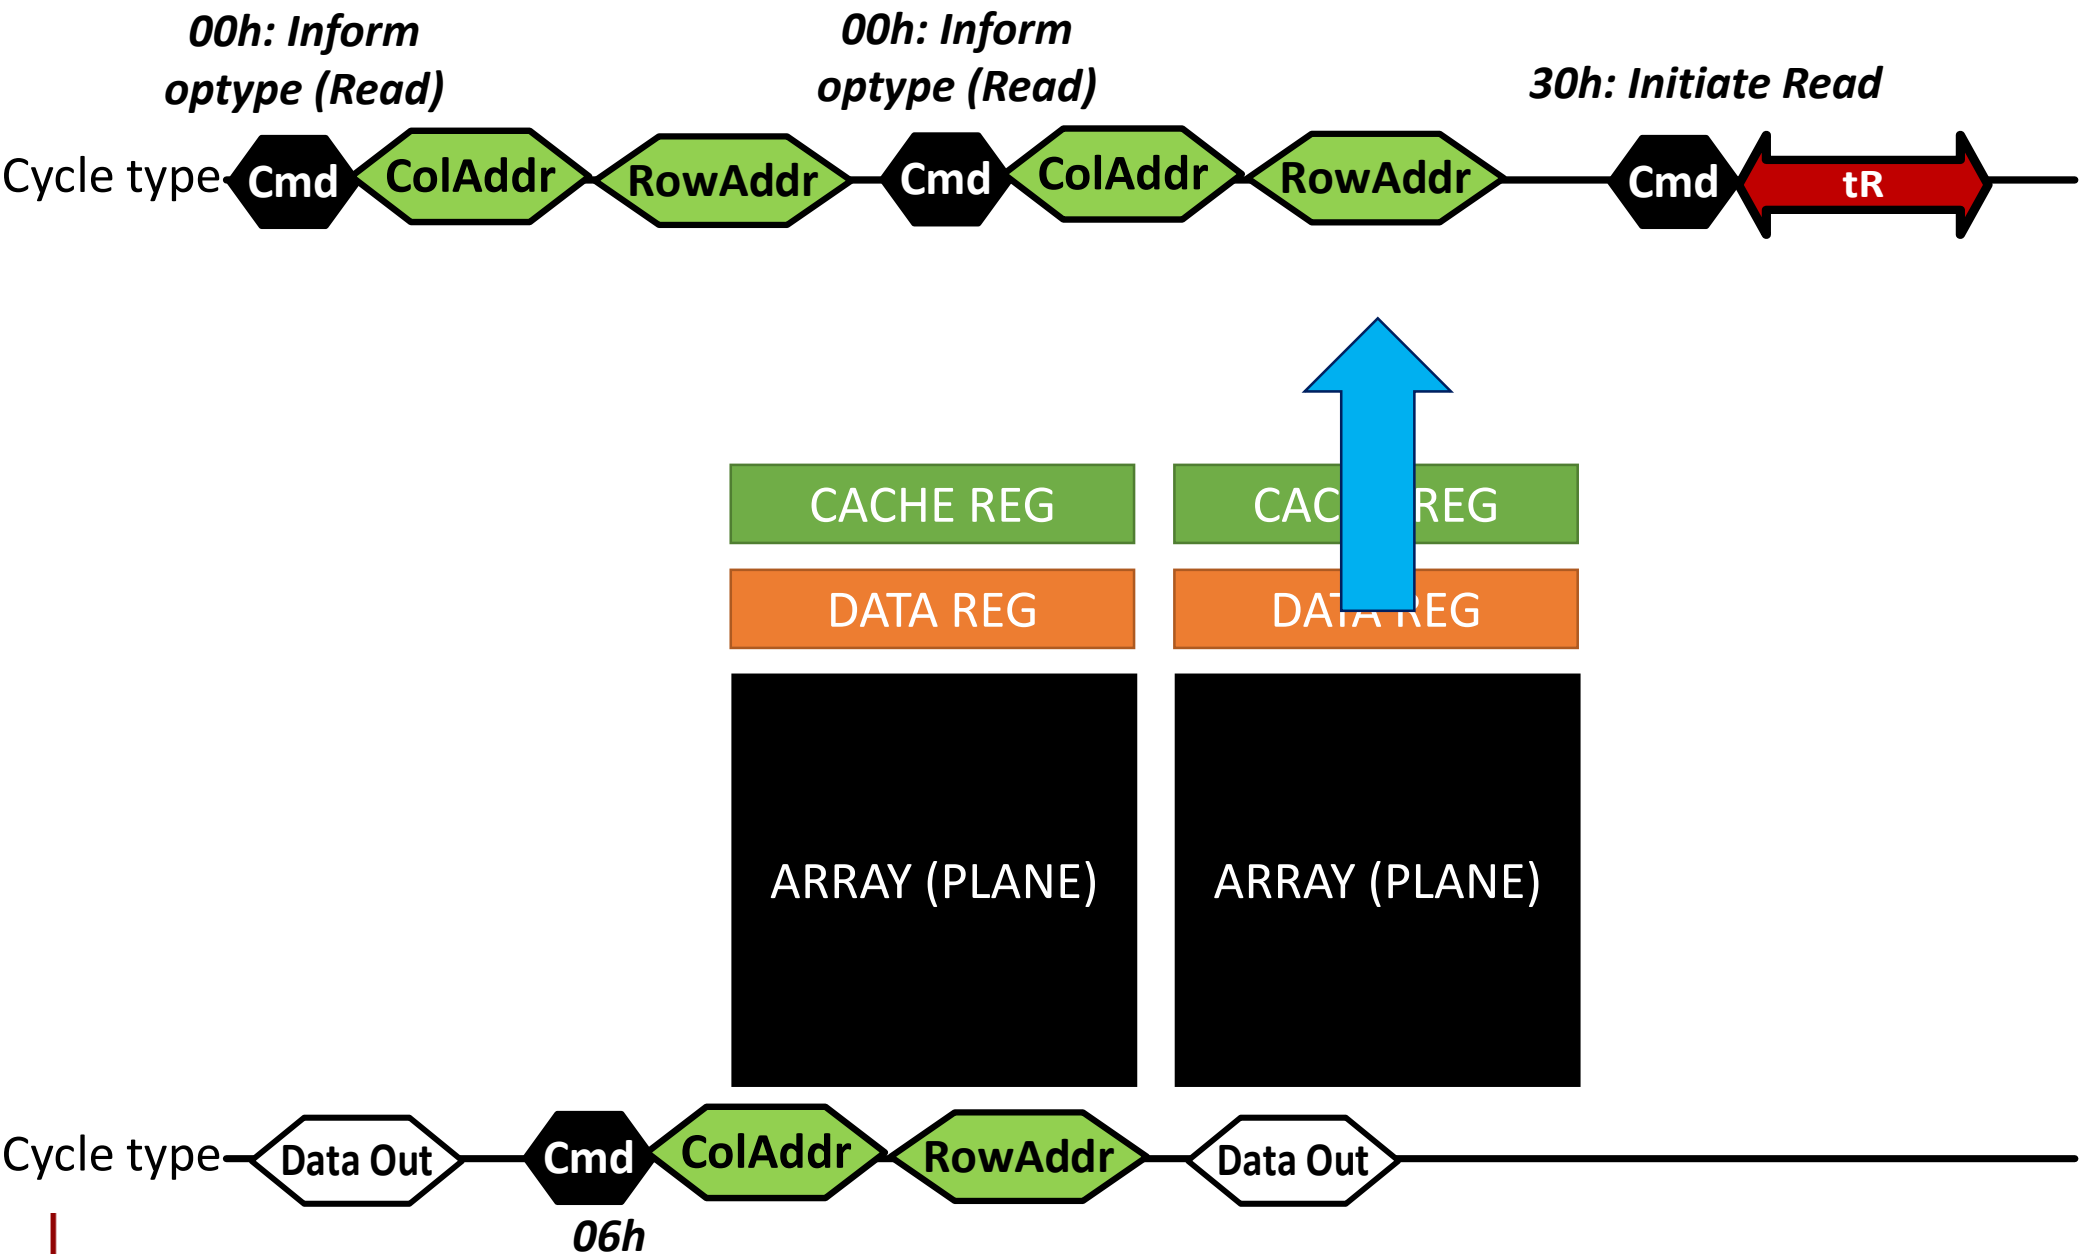 00h: Inform
optype (Read)
00h: Inform
optype (Read)
30h: Initiate Read
Cycle type Cmd ColAddr RowAddr Cmd ColAddr RowAddr Cmd tR
CACHE REG CAC REG
DATA REG DATA REG
ARRAY (PLANE) ARRAY (PLANE)
Cycle type Data Out Cmd ColAddr RowAddr Data Out
06h